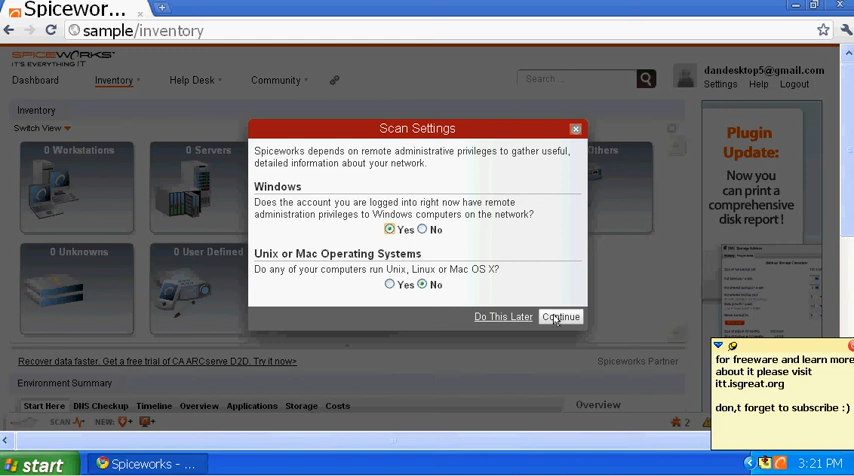 Spicewor...
sample/inventory
SPICEWORKS
IT'S EVERYTHING IT
Dashboard
Inventory
Help Desk
Community
Search ...
dandesktop5@gmail.com
Settings Help Logout
Inventory
Switch View
0 Workstations
0 Servers
Others
0 Unknowns
0 User Defined
Scan Settings
Spiceworks depends on remote administrative privileges to gather useful,
detailed information about your network.
Windows
Does the account you are logged into right now have remote
administration privileges to Windows computers on the network?
Yes No
Unix or Mac Operating Systems
Do any of your computers run Unix, Linux or Mac OS X?
Yes No
Do This Later Continue
Plugin
Update:
Now you
can print a
comprehensive
disk report!
Recover data faster. Get a free trial of CA ARCserve D2D. Try it now>
Spiceworks Partner
Environment Summary
Start Here DNS Checkup Timeline Overview Applications Storage Costs
Overview
SCAN NEW:
2
for freeware and learn more
about it please visit
itt.isgreat.org
don,t forget to subscribe :)
start
Spiceworks - ...
3:21 PM